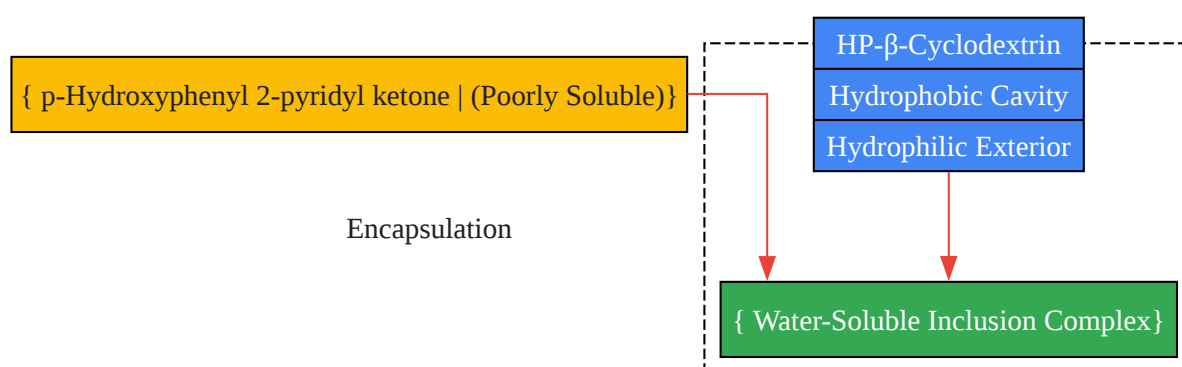 HP-β-Cyclodextrin
{ p-Hydroxyphenyl 2-pyridyl ketone | (Poorly Soluble)}
Hydrophobic Cavity
Hydrophilic Exterior
Encapsulation
{ Water-Soluble Inclusion Complex}